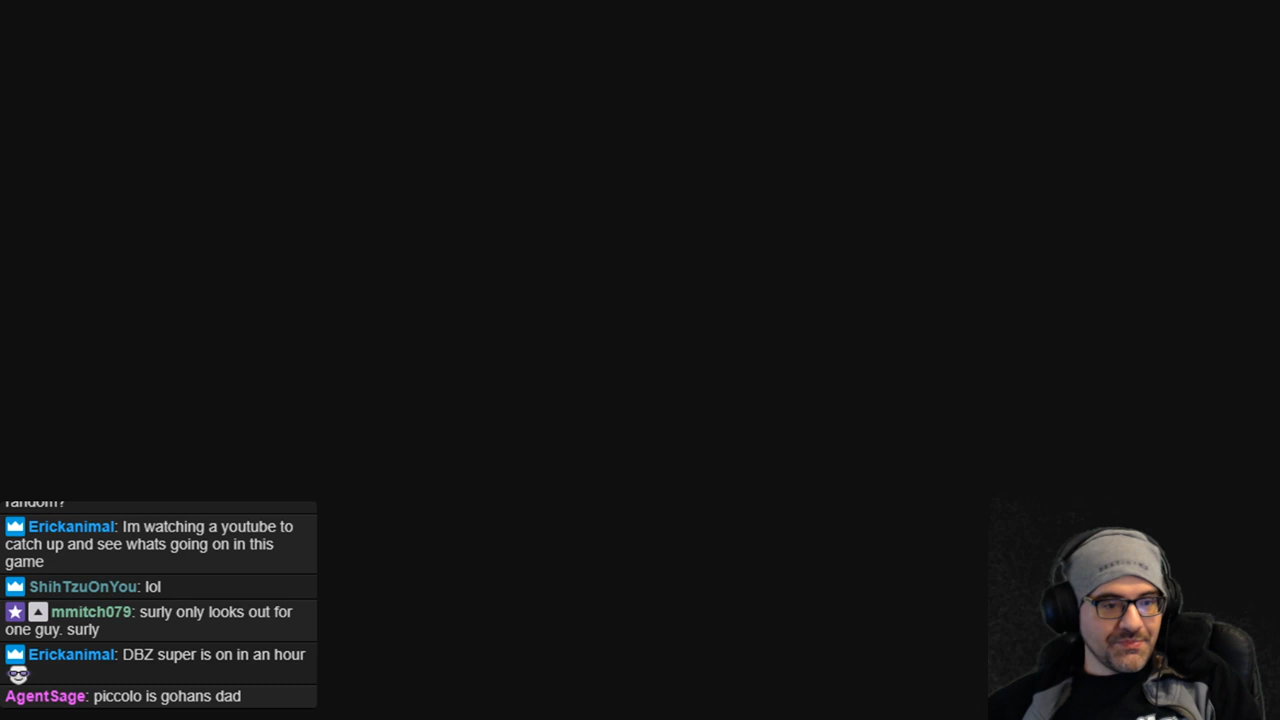 random?
Erickanimal: Im watching a youtube to
catch up and see whats going on in this
game
ShihTzuOnYou: lol
mmitch079: surly only looks out for
one guy. surly
Erickanimal: DBZ super is on in an hour
AgentSage: piccolo is gohans dad